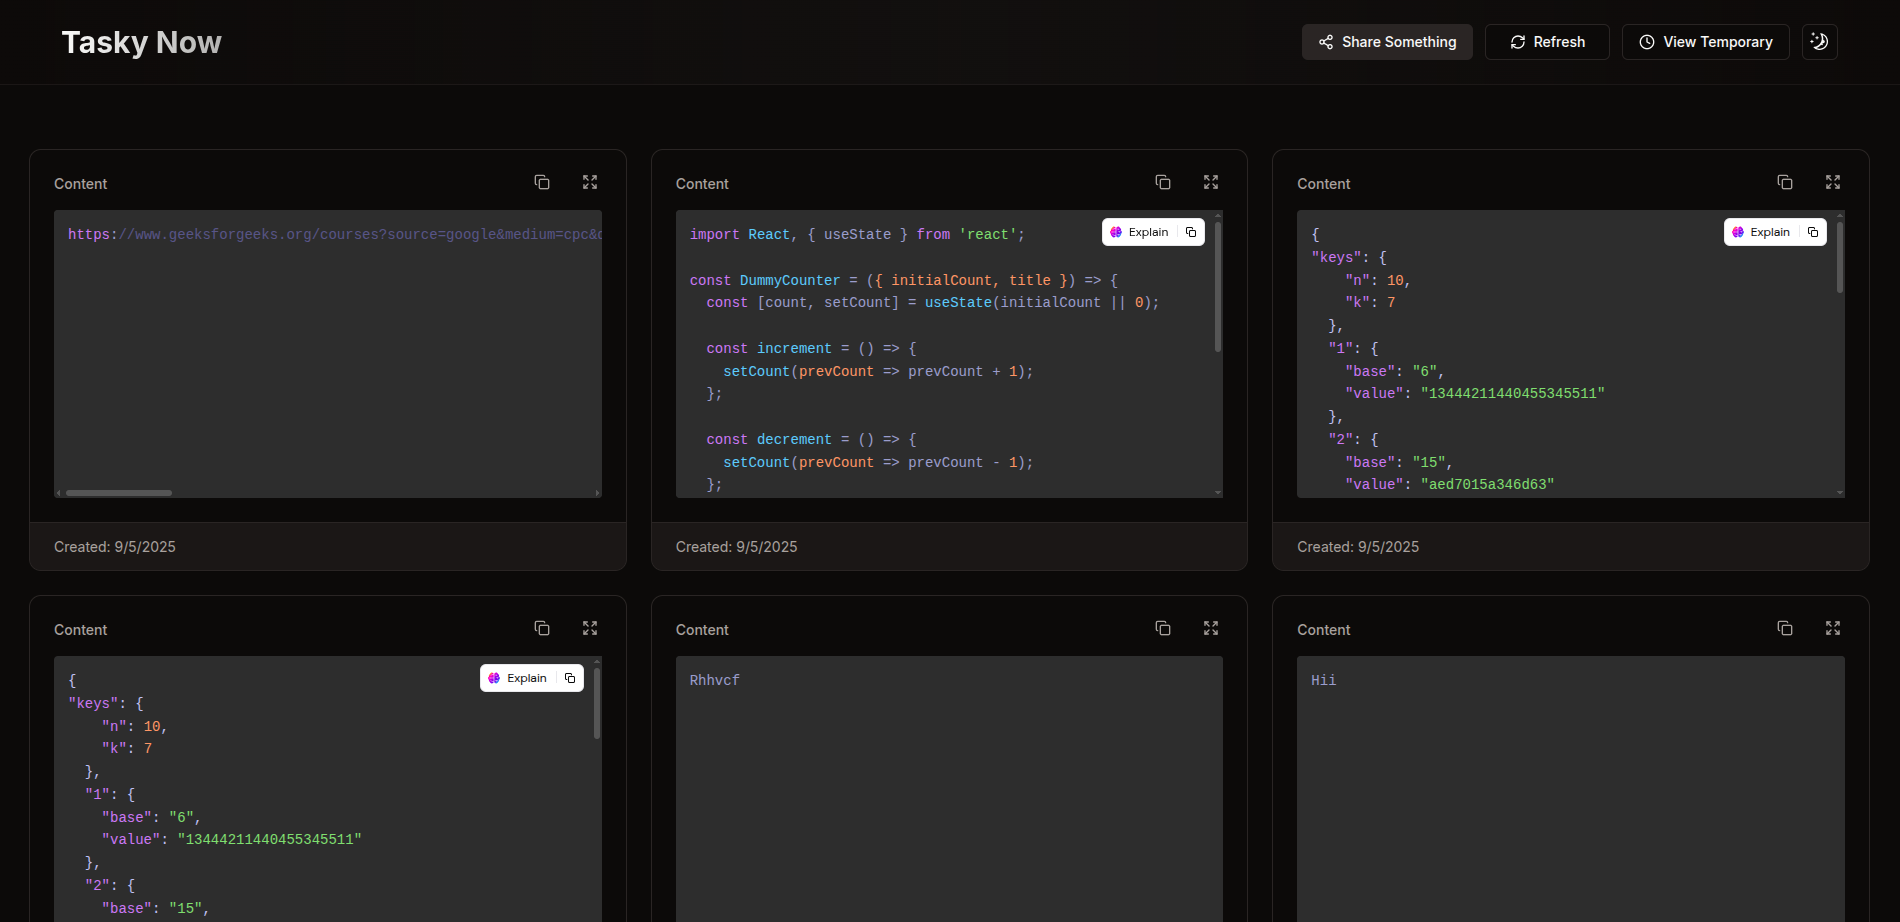 Tasky Now
Share Something
Refresh
View Temporary
Content
https://www.geeksforgeeks.org/courses?source=google&medium=cpc&
Created: 9/5/2025
Content
Explain
import React, { useState } from 'react';
const DummyCounter = ({ initialCount, title }) => {
  const [count, setCount] = useState(initialCount || 0);
  const increment = () => {
    setCount(prevCount => prevCount + 1);
  };
  const decrement = () => {
    setCount(prevCount => prevCount - 1);
  };
Created: 9/5/2025
Content
Explain
{
"keys": {
    "n": 10,
    "k": 7
  },
  "1": {
    "base": "6",
    "value": "13444211440455345511"
  },
  "2": {
    "base": "15",
    "value": "aed7015a346d63"
Created: 9/5/2025
Content
Explain
{
"keys": {
    "n": 10,
    "k": 7
  },
  "1": {
    "base": "6",
    "value": "13444211440455345511"
  },
  "2": {
    "base": "15",
Content
Rhhvcf
Content
Hii